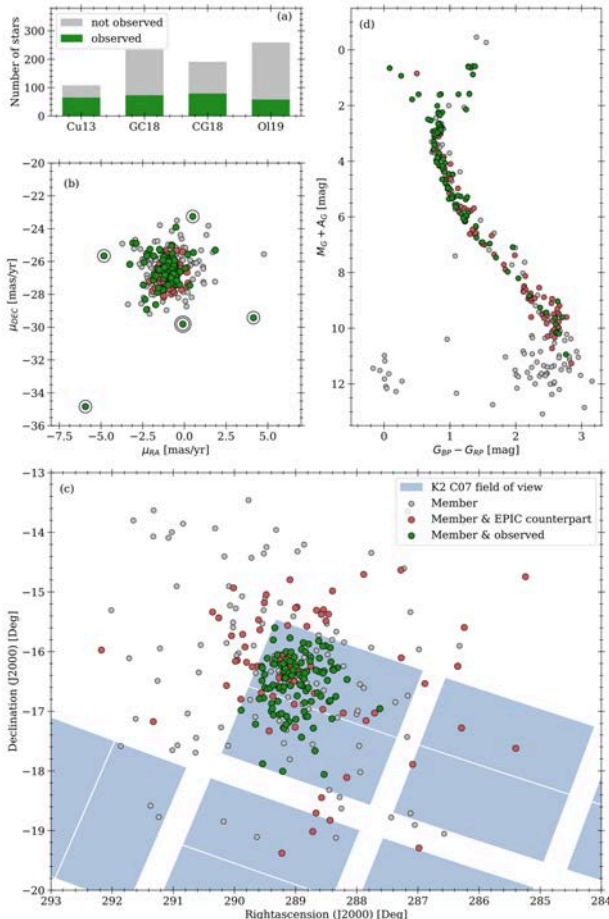 (a)
not observed
observed
Number of stars
300
200
100
0
Cu13
GC18
CG18
Ol19
(b)
−20
−22
−24
−26
−28
−30
−32
−34
−36
μDEC [mas/yr]
−7.5
−5.0
−2.5
0.0
2.5
5.0
μRA [mas/yr]
(d)
0
2
4
6
8
10
12
MG + AG [mag]
0
1
2
3
GBP − GRP [mag]
(c)
K2 C07 field of view
Member
Member & EPIC counterpart
Member & observed
−13
−14
−15
−16
−17
−18
−19
−20
Declination (J2000) [Deg]
293
292
291
290
289
288
287
286
285
284
Rightascension (J2000) [Deg]